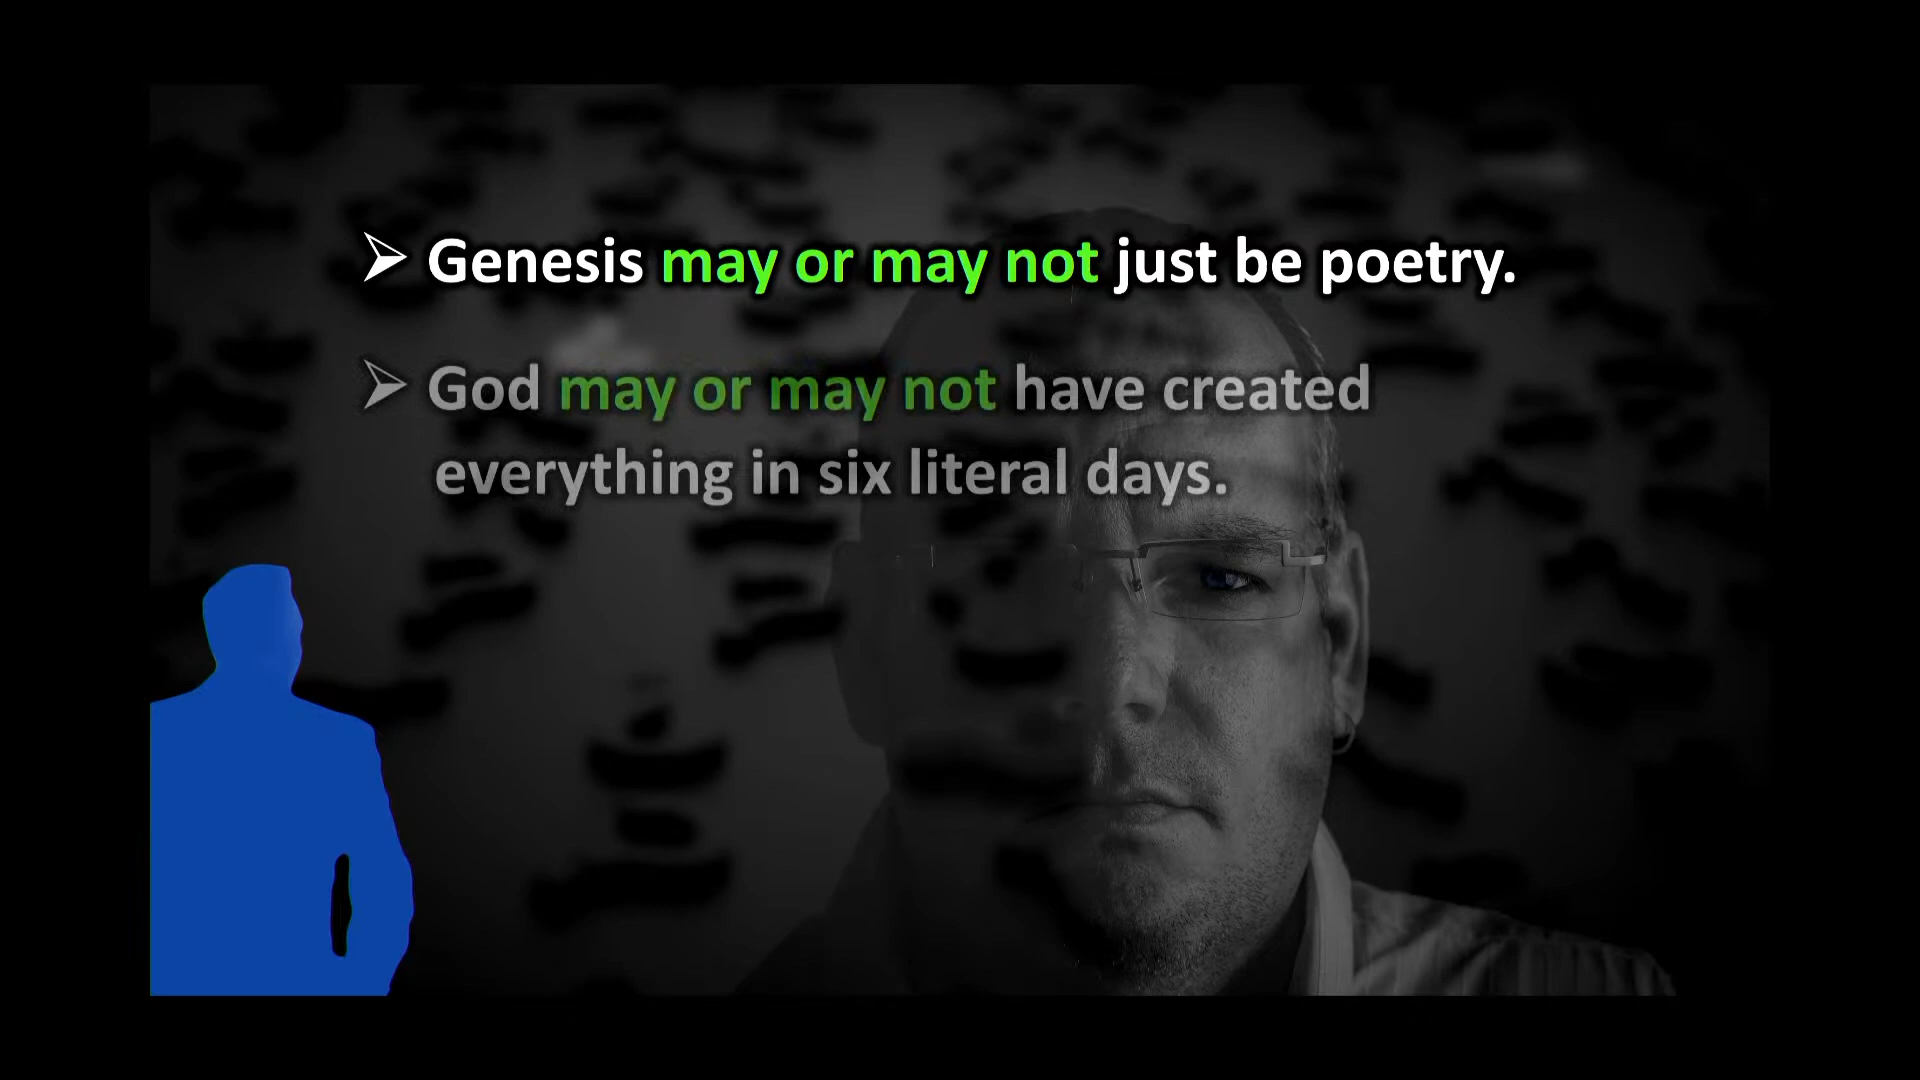 Genesis may or may not just be poetry.
God may or may not have created
everything in six literal days.